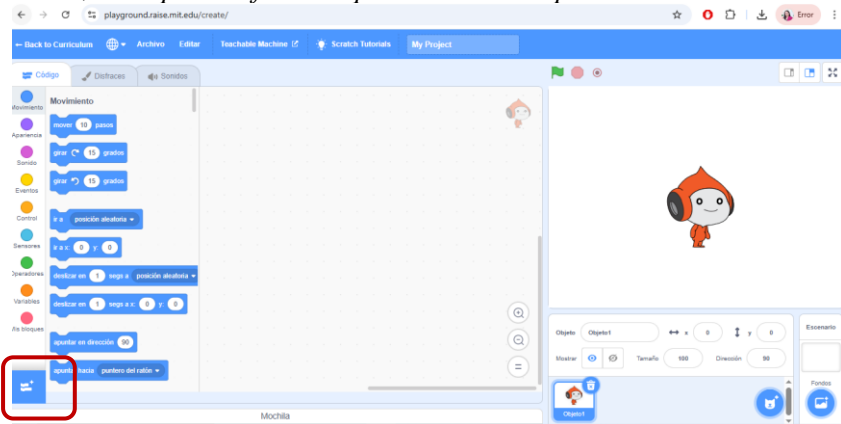 playground.raise.mit.edu/create/
Error
← Back to Curriculum
Archivo
Editar
Teachable Machine
Scratch Tutorials
My Project
Código
Disfraces
Sonidos
Movimiento
Apariencia
Sonido
Eventos
Control
Sensores
Operadores
Variables
Mis bloques
Movimiento
mover 10 pasos
girar 15 grados
girar 15 grados
ir a posición aleatoria
ir a x: 0 y: 0
deslizar en 1 segs a posición aleatoria
deslizar en 1 segs a x: 0 y: 0
apuntar en dirección 90
apuntar hacia puntero del ratón
Mochila
Objeto Objeto1 x 0 y 0
Mostrar Tamaño 100 Dirección 90
Objeto1
Escenario
Fondos